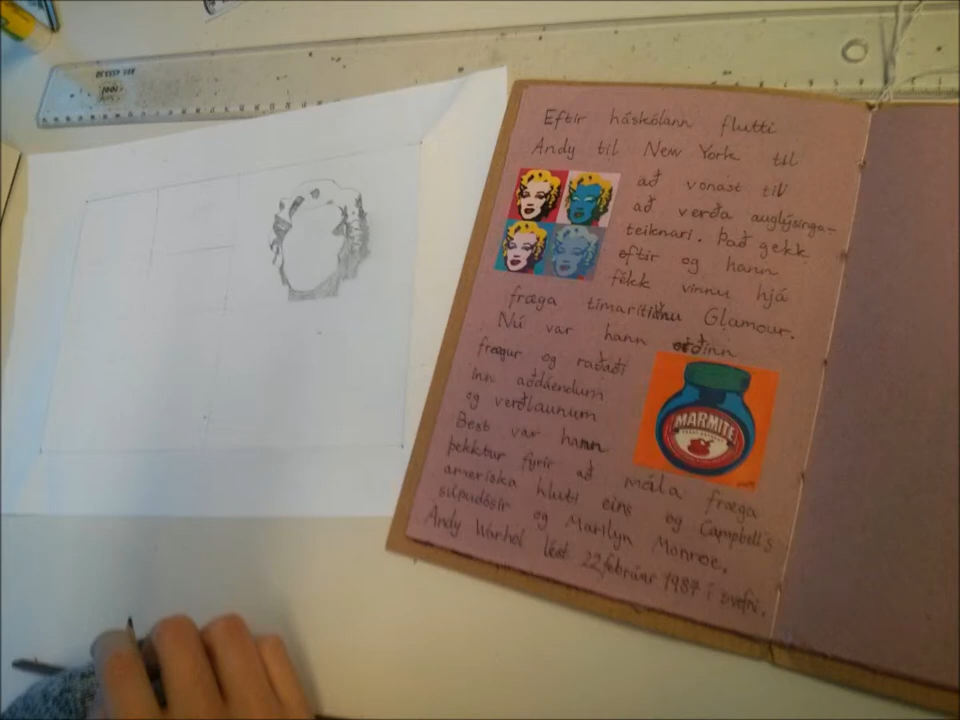 Eftir háskólann flutti
Andy til New York til
að vonast til
að verða auglýsinga-
teiknari. Það gekk
eftir og hann
fékk vinnu hjá
fræga tímaritinu Glamour.
Nú var hann orðinn
frægur og raðaði
inn aðdáendum
og verðlaunum
Best var hann
þekktur fyrir að mála fræga
ameríska hluti eins og Campbell's
súpudósir og Marilyn Monroe.
Andy Warhol lést 22 febrúar 1987 í svefni.
MARMITE